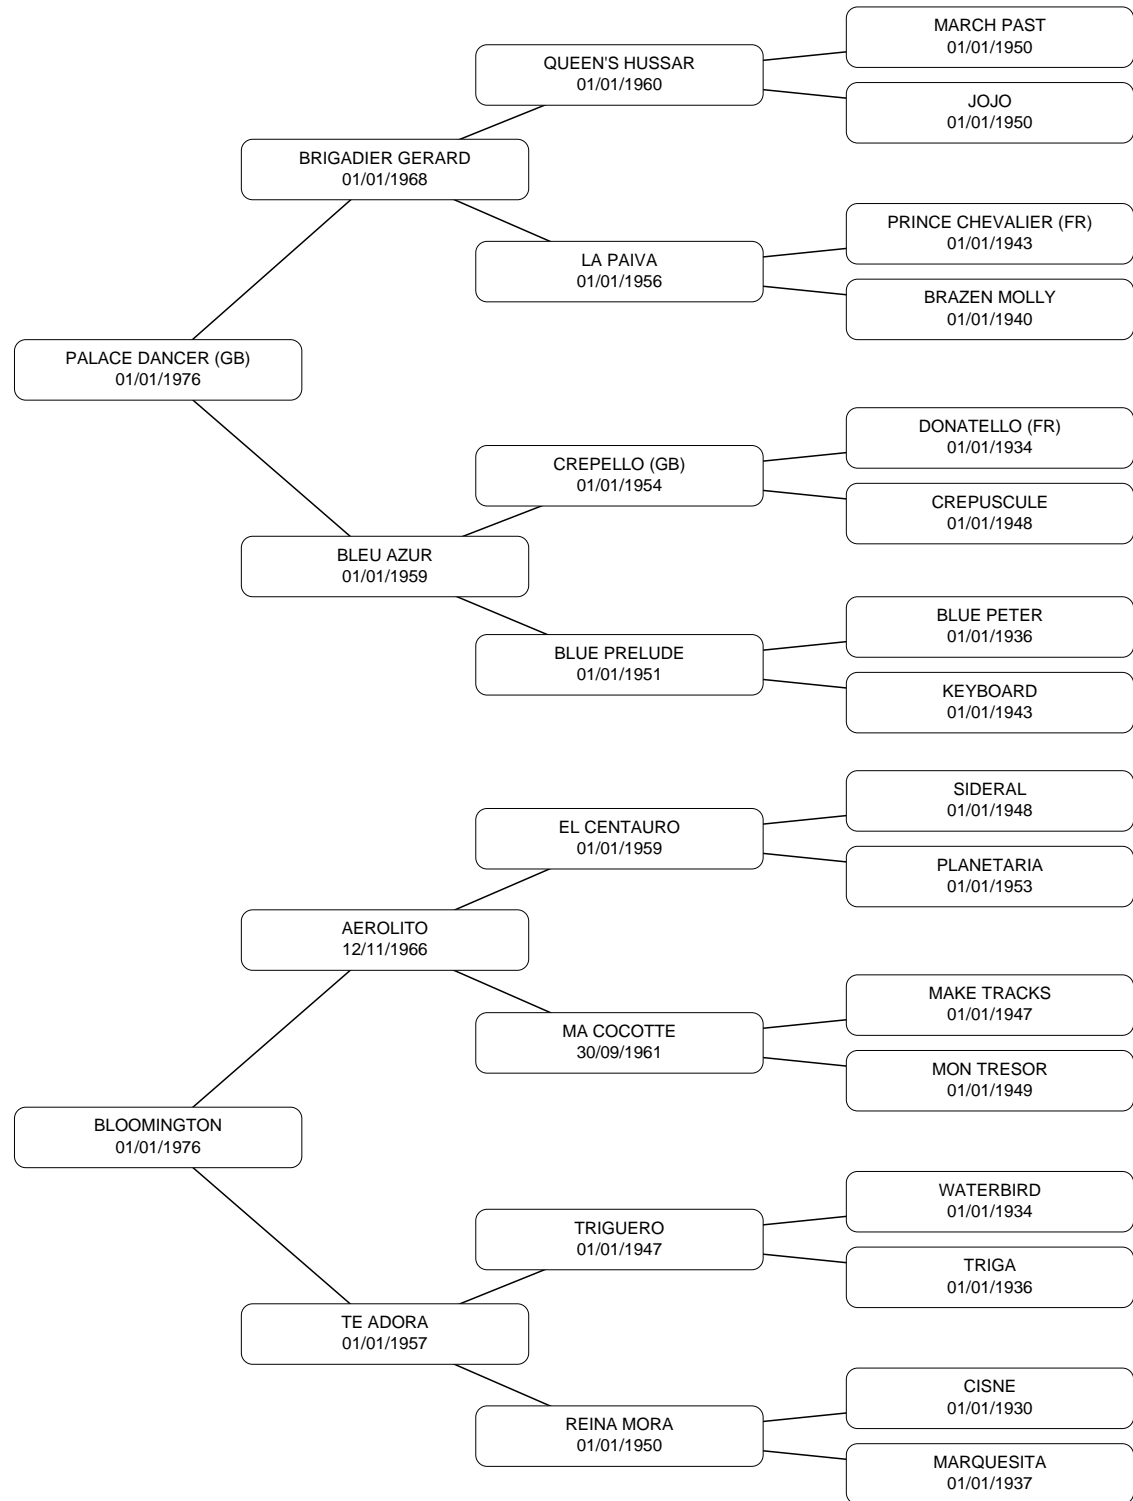 MARCH PAST
01/01/1950
QUEEN'S HUSSAR
01/01/1960
JOJO
01/01/1950
BRIGADIER GERARD
01/01/1968
PRINCE CHEVALIER (FR)
01/01/1943
LA PAIVA
01/01/1956
BRAZEN MOLLY
01/01/1940
PALACE DANCER (GB)
01/01/1976
DONATELLO (FR)
01/01/1934
CREPELLO (GB)
01/01/1954
CREPUSCULE
01/01/1948
BLEU AZUR
01/01/1959
BLUE PETER
01/01/1936
BLUE PRELUDE
01/01/1951
KEYBOARD
01/01/1943
SIDERAL
01/01/1948
EL CENTAURO
01/01/1959
PLANETARIA
01/01/1953
AEROLITO
12/11/1966
MAKE TRACKS
01/01/1947
MA COCOTTE
30/09/1961
MON TRESOR
01/01/1949
BLOOMINGTON
01/01/1976
WATERBIRD
01/01/1934
TRIGUERO
01/01/1947
TRIGA
01/01/1936
TE ADORA
01/01/1957
CISNE
01/01/1930
REINA MORA
01/01/1950
MARQUESITA
01/01/1937